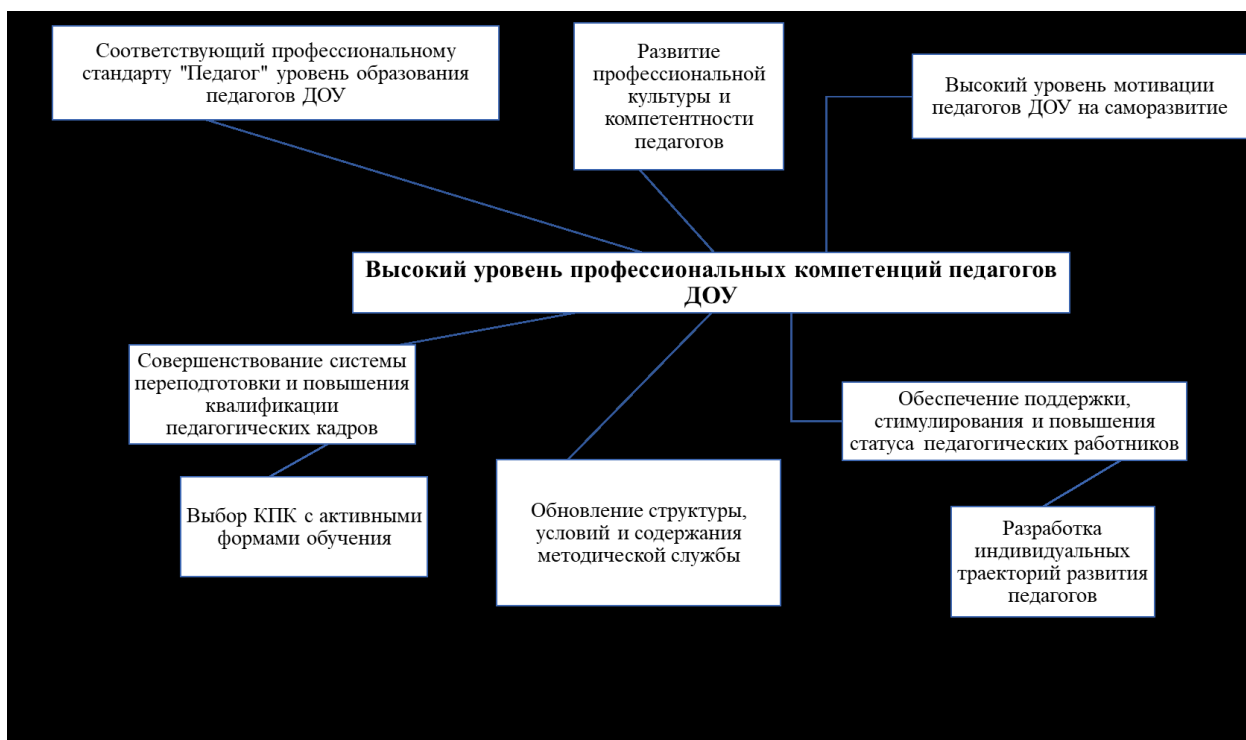 Соответствующий профессиональному
стандарту "Педагог" уровень образования
педагогов ДОУ
Развитие
профессиональной
культуры и
компетентности
педагогов
Высокий уровень мотивации
педагогов ДОУ на саморазвитие
Высокий уровень профессиональных компетенций педагогов
ДОУ
Совершенствование системы
переподготовки и повышения
квалификации
педагогических кадров
Обеспечение поддержки,
стимулирования и повышения
статуса педагогических работников
Выбор КПК с активными
формами обучения
Обновление структуры,
условий и содержания
методической службы
Разработка
индивидуальных
траекторий развития
педагогов